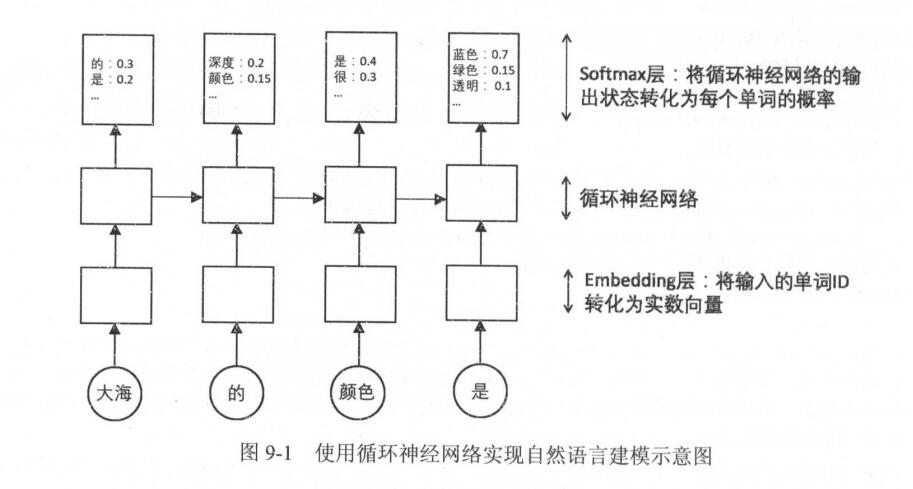 的：0.3
是：0.2
...
深度：0.2
颜色：0.15
...
是：0.4
很：0.3
...
蓝色：0.7
绿色：0.15
透明：0.1
...
Softmax层：将循环神经网络的输
出状态转化为每个单词的概率
循环神经网络
Embedding层：将输入的单词ID
转化为实数向量
大海
的
颜色
是
图 9-1 使用循环神经网络实现自然语言建模示意图